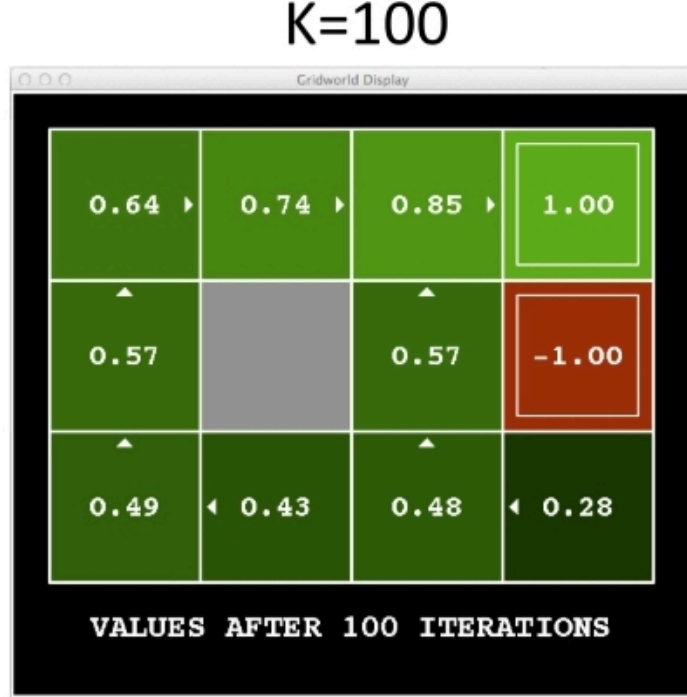 K=100
Gridworld Display
0.64 0.74 0.85 1.00
0.57 0.57 -1.00
0.49 0.43 0.48 0.28
VALUES AFTER 100 ITERATIONS